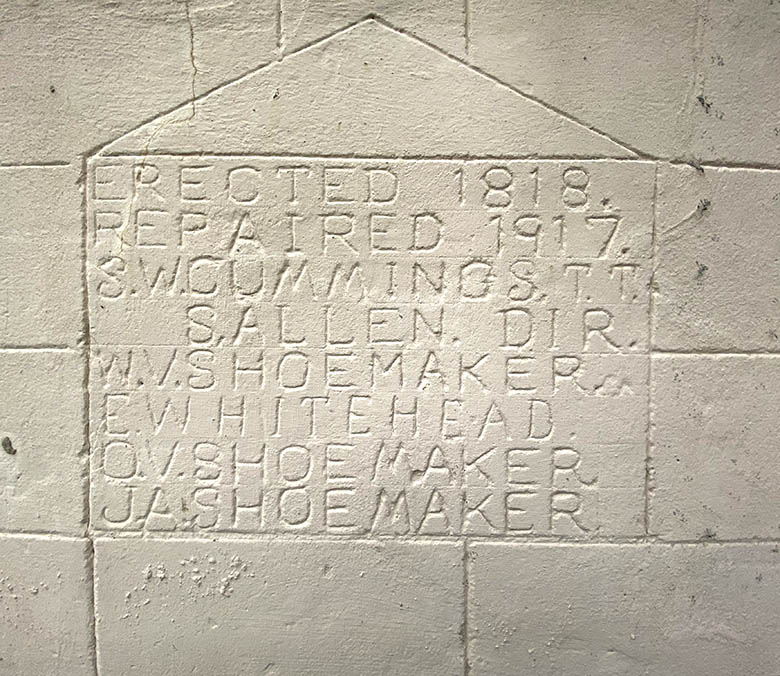 ERECTED 1818.
REPAIRED 1917.
S.W.CUMMINGS. T.T.
S.ALLEN. DIR.
W.V.SHOEMAKER.
E.WHITEHEAD
O.V.SHOEMAKER.
J.A.SHOEMAKER.